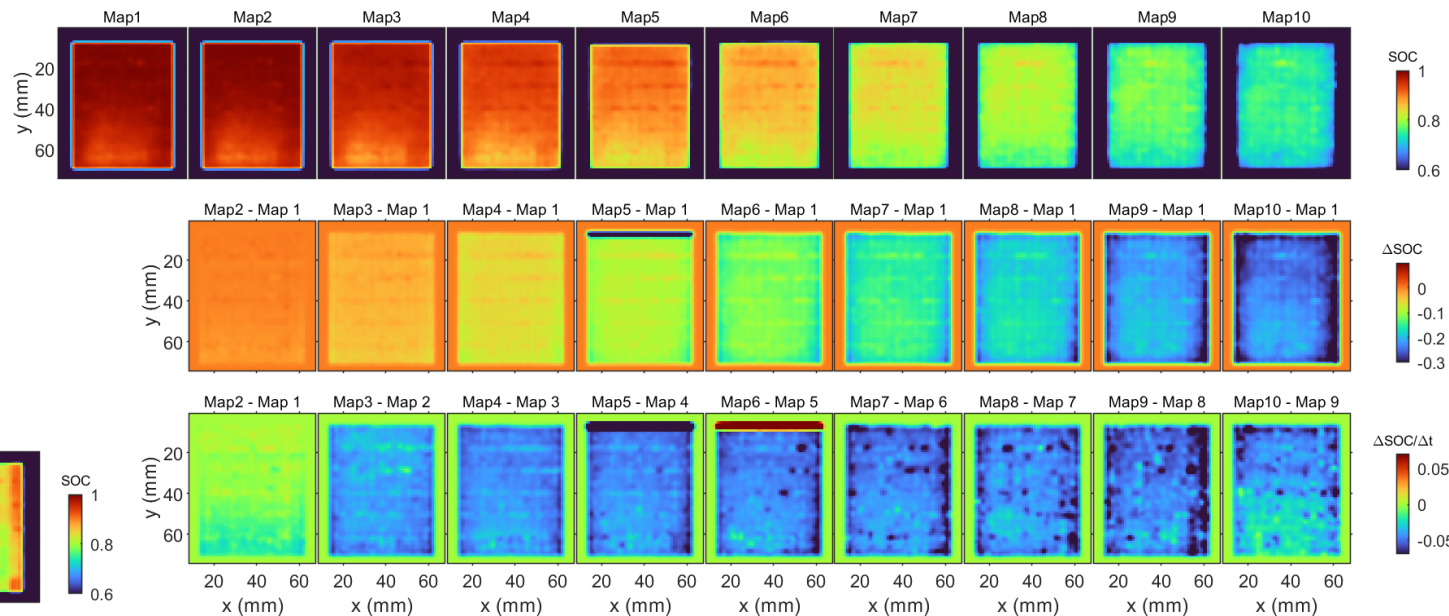 Map1 Map2 Map3 Map4 Map5 Map6 Map7 Map8 Map9 Map10
y (mm)
20
40
60
SOC
1
0.8
0.6
Map2 - Map 1 Map3 - Map 1 Map4 - Map 1 Map5 - Map 1 Map6 - Map 1 Map7 - Map 1 Map8 - Map 1 Map9 - Map 1 Map10 - Map 1
y (mm)
20
40
60
ΔSOC
0
-0.1
-0.2
-0.3
Map2 - Map 1 Map3 - Map 2 Map4 - Map 3 Map5 - Map 4 Map6 - Map 5 Map7 - Map 6 Map8 - Map 7 Map9 - Map 8 Map10 - Map 9
y (mm)
20
40
60
ΔSOC/Δt
0.05
0
-0.05
SOC
1
0.8
0.6
20 40 60 20 40 60 20 40 60 20 40 60 20 40 60 20 40 60 20 40 60 20 40 60 20 40 60
x (mm) x (mm) x (mm) x (mm) x (mm) x (mm) x (mm) x (mm) x (mm)